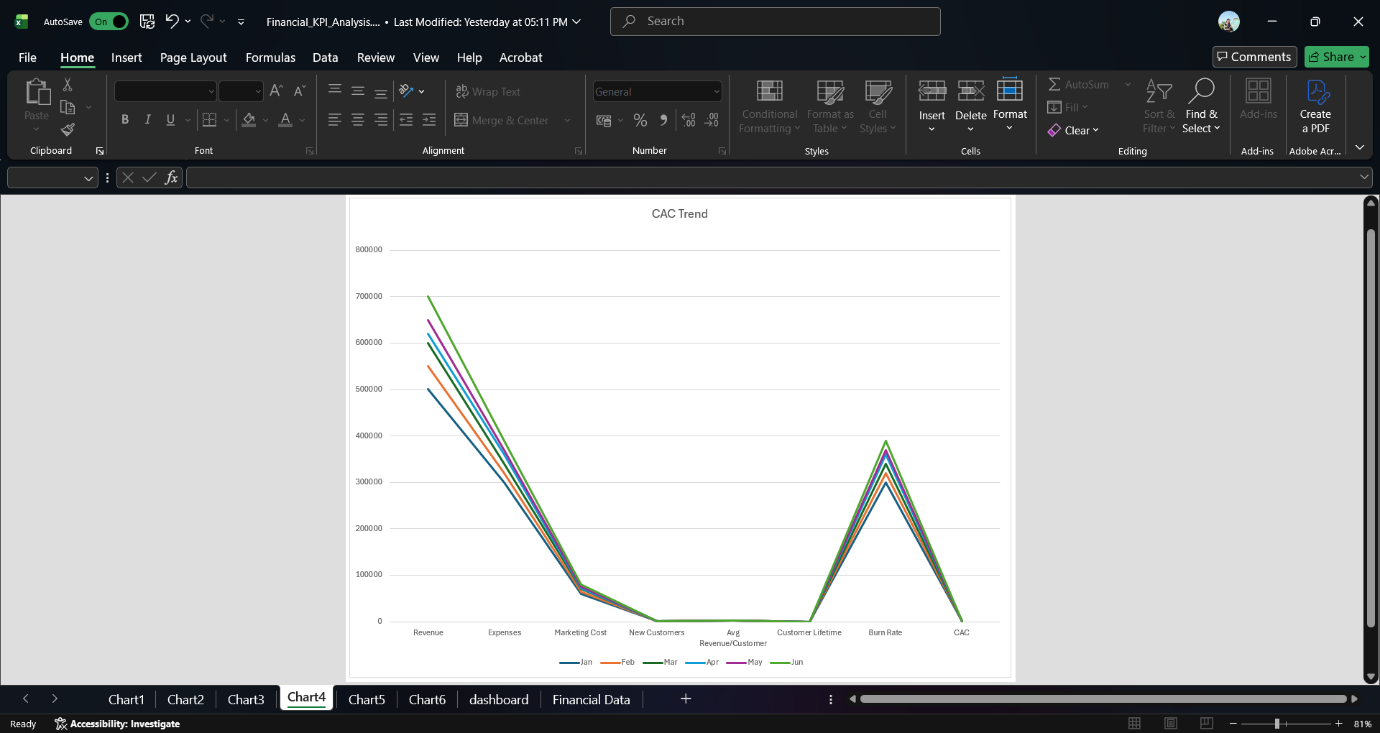 AutoSave On Financial_KPI_Analysis.... • Last Modified: Yesterday at 05:11 PM Search
File Home Insert Page Layout Formulas Data Review View Help Acrobat Comments Share
Paste Wrap Text General Conditional Formatting Format as Table Cell Styles Insert Delete Format AutoSum Fill Clear Sort & Filter Find & Select Add-ins Create a PDF
B I U A Merge & Center % 9
Clipboard Font Alignment Number Styles Cells Editing Add-ins Adobe Acr...
fx
CAC Trend
800000
700000
600000
500000
400000
300000
200000
100000
0
Revenue Expenses Marketing Cost New Customers Avg Revenue/Customer Customer Lifetime Burn Rate CAC
Jan Feb Mar Apr May Jun
Chart1 Chart2 Chart3 Chart4 Chart5 Chart6 dashboard Financial Data +
Ready Accessibility: Investigate 81%